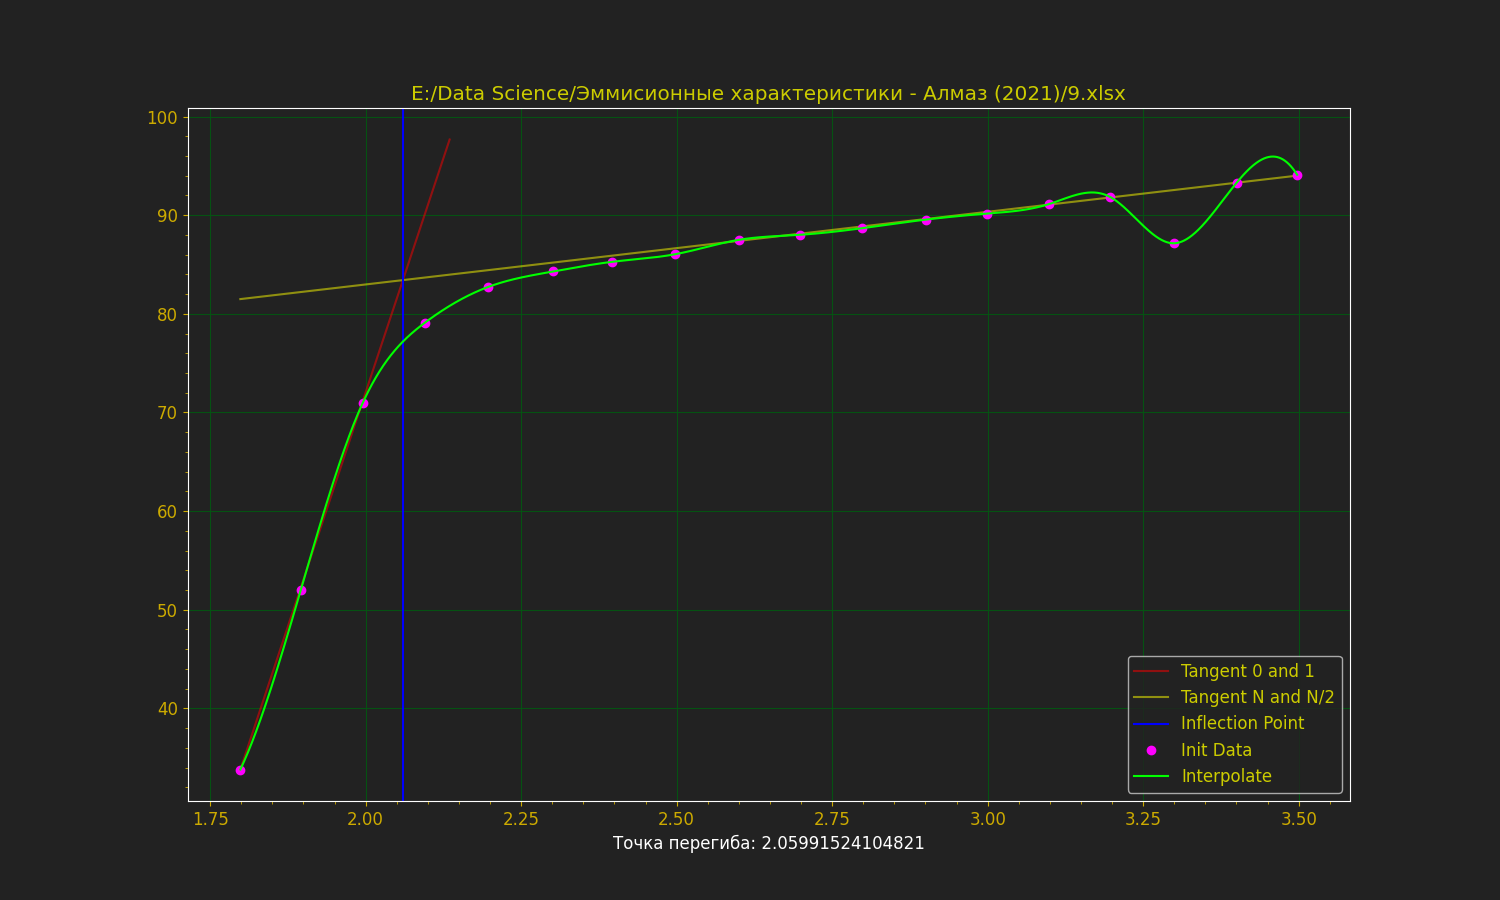 E:/Data Science/Эммисионные характеристики - Алмаз (2021)/9.xlsx
100
90
80
70
60
50
40
Tangent 0 and 1
Tangent N and N/2
Inflection Point
Init Data
Interpolate
1.75 2.00 2.25 2.50 2.75 3.00 3.25 3.50
Точка перегиба: 2.05991524104821